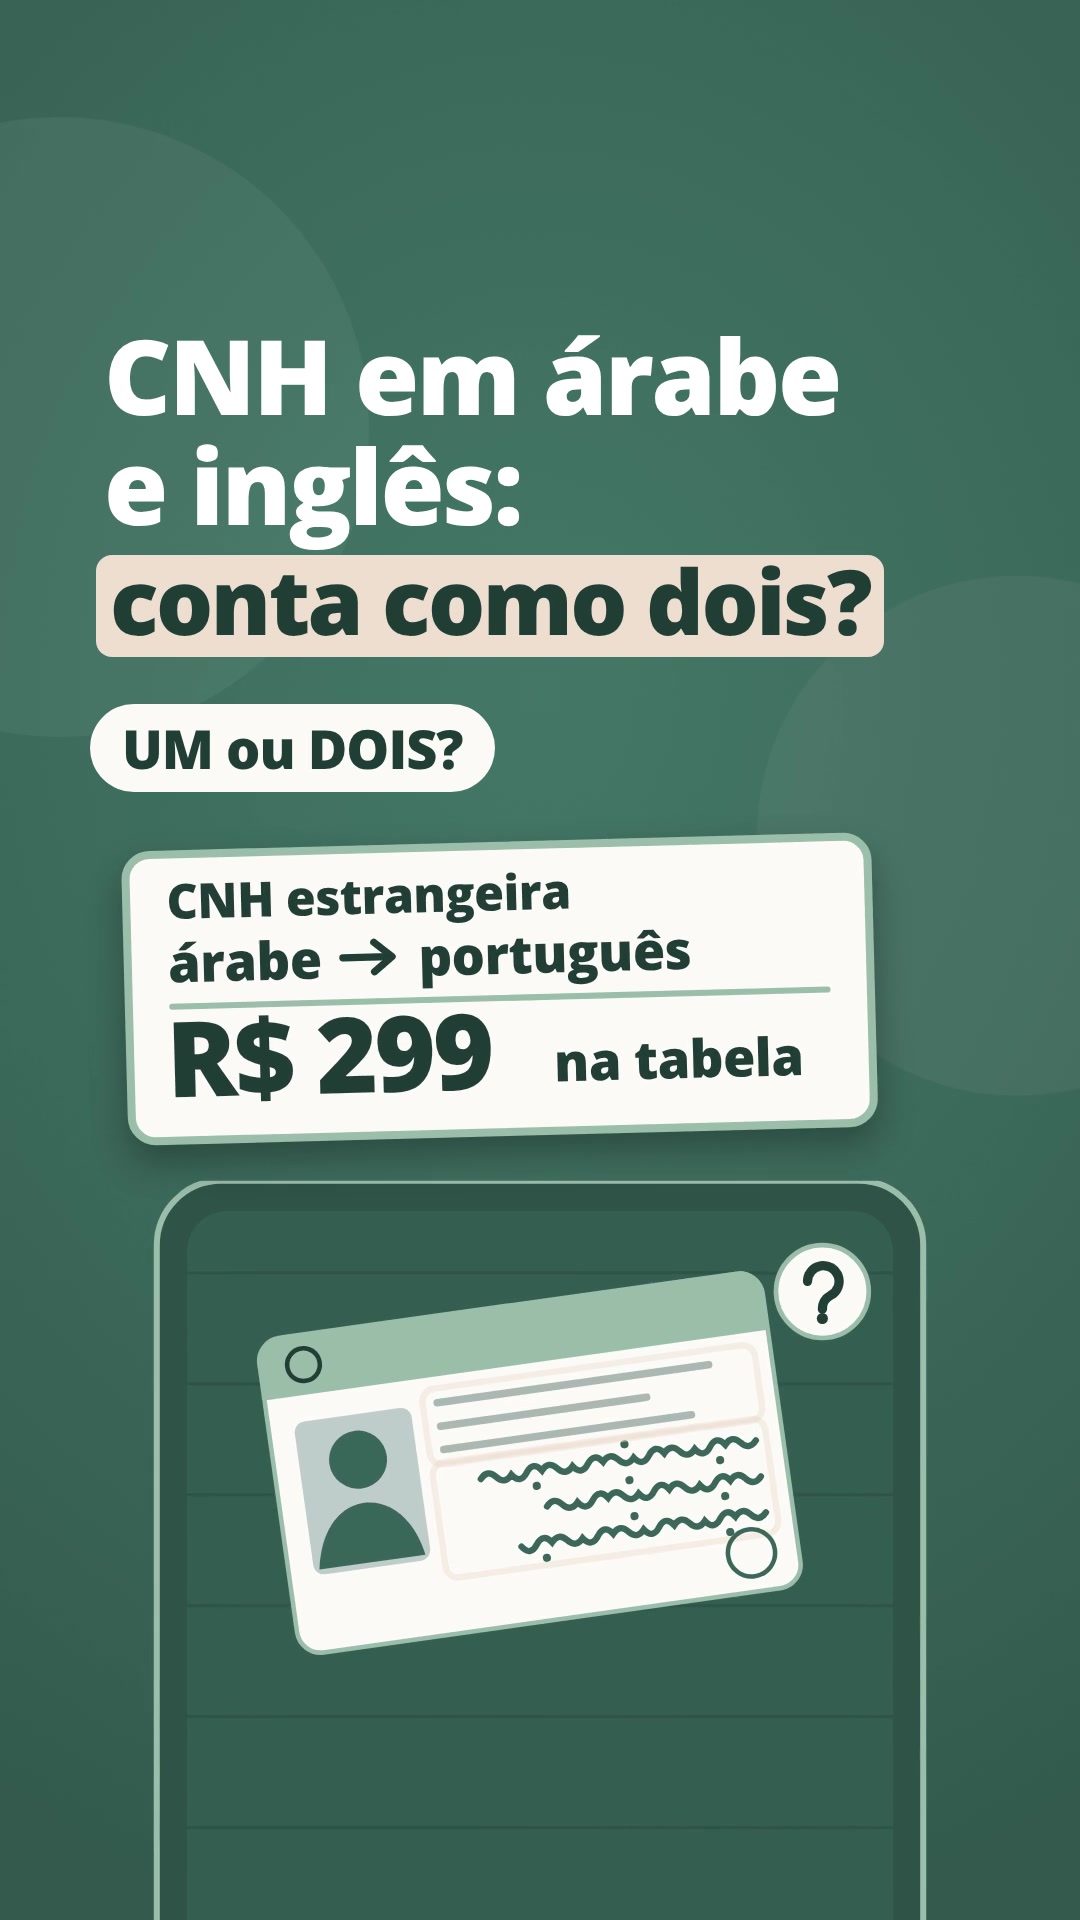 CNH em árabe
e inglês:
conta como dois?
UM ou DOIS?
CNH estrangeira
árabe → português
R$ 299 na tabela
?